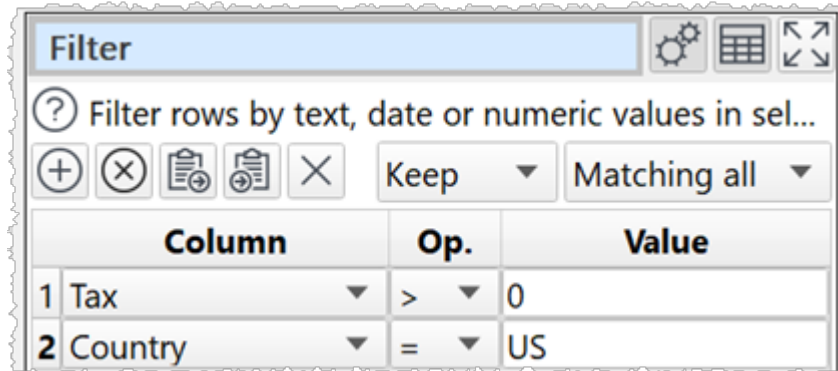 Filter
? Filter rows by text, date or numeric values in sel...
Keep Matching all
Column Op. Value
1 Tax > 0
2 Country = US